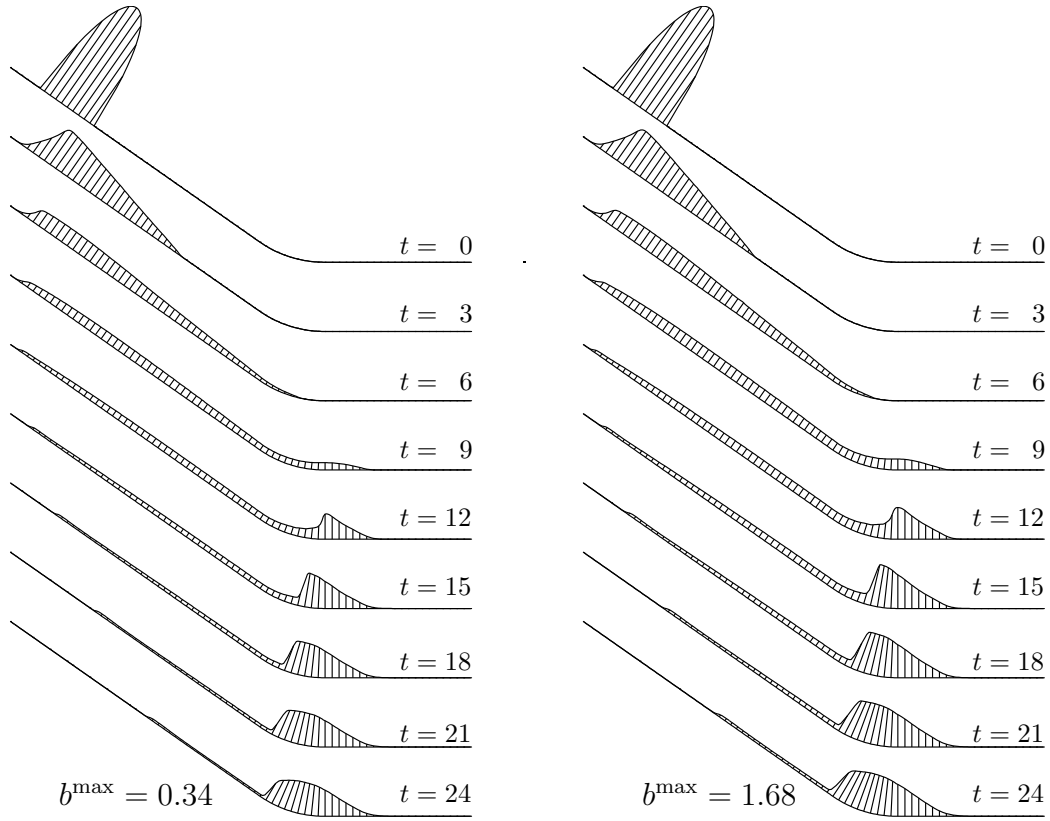 t = 0
t = 3
t = 6
t = 9
t = 12
t = 15
t = 18
t = 21
t = 24
b^max = 0.34
t = 0
t = 3
t = 6
t = 9
t = 12
t = 15
t = 18
t = 21
t = 24
b^max = 1.68